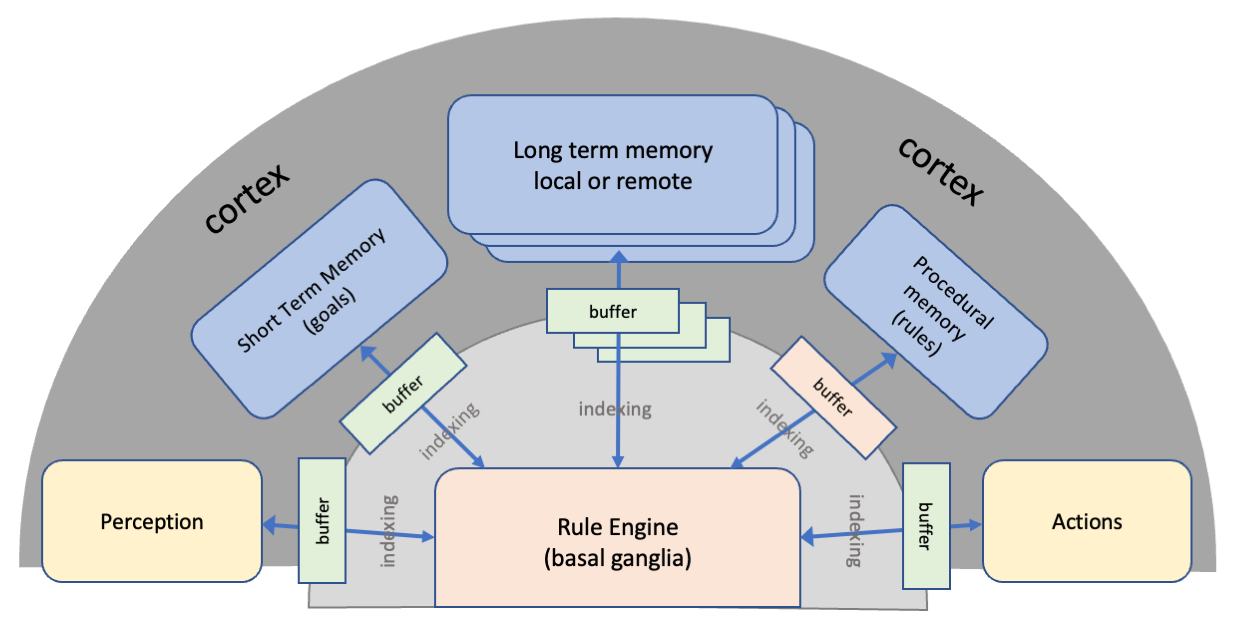 cortex
cortex
Long term memory
local or remote
Short Term Memory
(goals)
Procedural
memory
(rules)
buffer
buffer
buffer
indexing
indexing
indexing
Perception
buffer
indexing
Rule Engine
(basal ganglia)
indexing
buffer
Actions